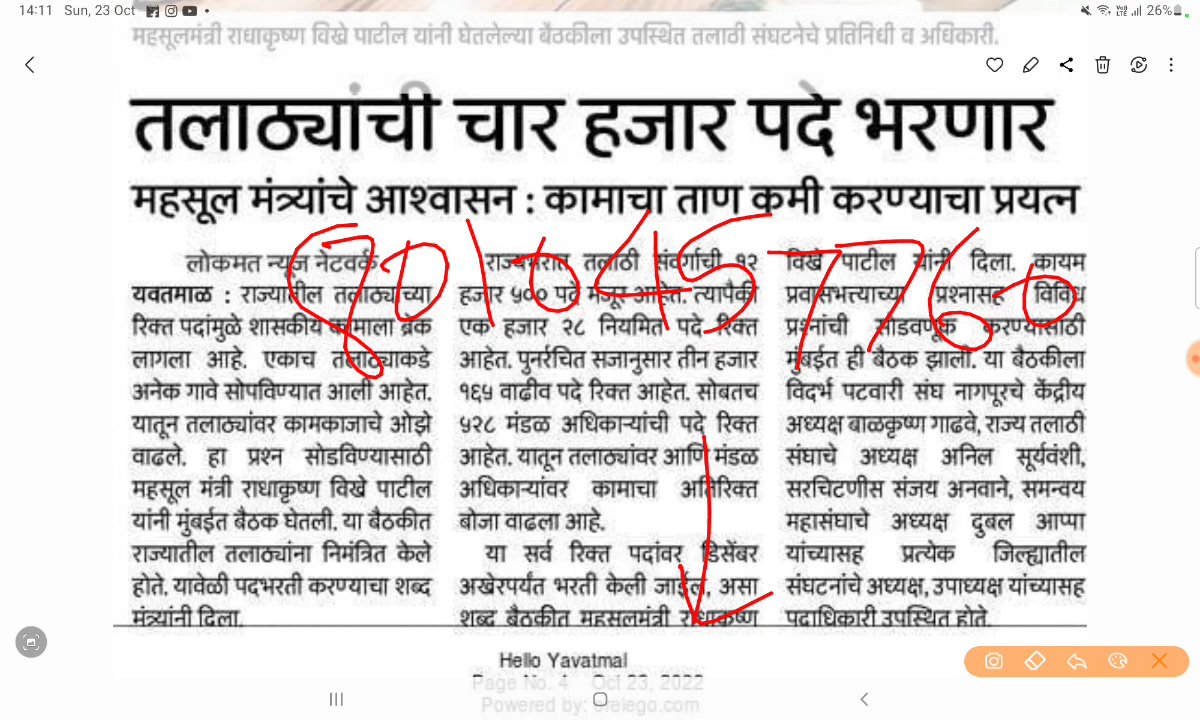 14:11 Sun, 23 Oct
26%
महसूलमंत्री राधाकृष्ण विखे पाटील यांनी घेतलेल्या बैठकीला उपस्थित तलाठी संघटनेचे प्रतिनिधी व अधिकारी.
तलाठ्यांची चार हजार पदे भरणार
महसूल मंत्र्यांचे आश्वासन : कामाचा ताण कमी करण्याचा प्रयत्न
8010457760
लोकमत न्यूज नेटवर्क
यवतमाळ : राज्यातील तलाठ्यांच्या
रिक्त पदांमुळे शासकीय कामाला ब्रेक
लागला आहे. एकाच तलाठ्याकडे
अनेक गावे सोपविण्यात आली आहेत.
यातून तलाठ्यांवर कामकाजाचे ओझे
वाढले. हा प्रश्न सोडविण्यासाठी
महसूल मंत्री राधाकृष्ण विखे पाटील
यांनी मुंबईत बैठक घेतली. या बैठकीत
राज्यातील तलाठ्यांना निमंत्रित केले
होते. यावेळी पदभरती करण्याचा शब्द
मंत्र्यांनी दिला.
राज्यभरात तलाठी संवर्गाची १२
हजार ५०० पदे मंजूर आहेत. त्यापैकी
एक हजार २८ नियमित पदे रिक्त
आहेत. पुनर्रचित सजानुसार तीन हजार
१६५ वाढीव पदे रिक्त आहेत. सोबतच
५२८ मंडळ अधिकाऱ्यांची पदे रिक्त
आहेत. यातून तलाठ्यांवर आणि मंडळ
अधिकाऱ्यांवर कामाचा अतिरिक्त
बोजा वाढला आहे.
या सर्व रिक्त पदांवर डिसेंबर
अखेरपर्यंत भरती केली जाईल, असा
शब्द बैठकीत महसूलमंत्री राधाकृष्ण
विखे पाटील यांनी दिला. कायम
प्रवासभत्त्याच्या प्रश्नासह विविध
प्रश्नांची सोडवणूक करण्यासाठी
मुंबईत ही बैठक झाली. या बैठकीला
विदर्भ पटवारी संघ नागपूरचे केंद्रीय
अध्यक्ष बाळकृष्ण गाढवे, राज्य तलाठी
संघाचे अध्यक्ष अनिल सूर्यवंशी,
सरचिटणीस संजय अनवाने, समन्वय
महासंघाचे अध्यक्ष दुबल आप्पा
यांच्यासह प्रत्येक जिल्ह्यातील
संघटनांचे अध्यक्ष, उपाध्यक्ष यांच्यासह
पदाधिकारी उपस्थित होते.
Hello Yavatmal
Page No. 4 Oct 23, 2022
Powered by: erelego.com